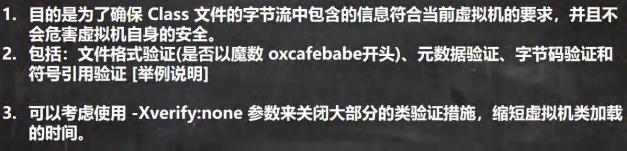 1. 目的是为了确保 Class 文件的字节流中包含的信息符合当前虚拟机的要求，并且不
会危害虚拟机自身的安全。
2. 包括：文件格式验证(是否以魔数 oxcafebabe开头)、元数据验证、字节码验证和
符号引用验证 [举例说明]
3. 可以考虑使用 -Xverify:none 参数来关闭大部分的类验证措施，缩短虚拟机类加载
的时间。